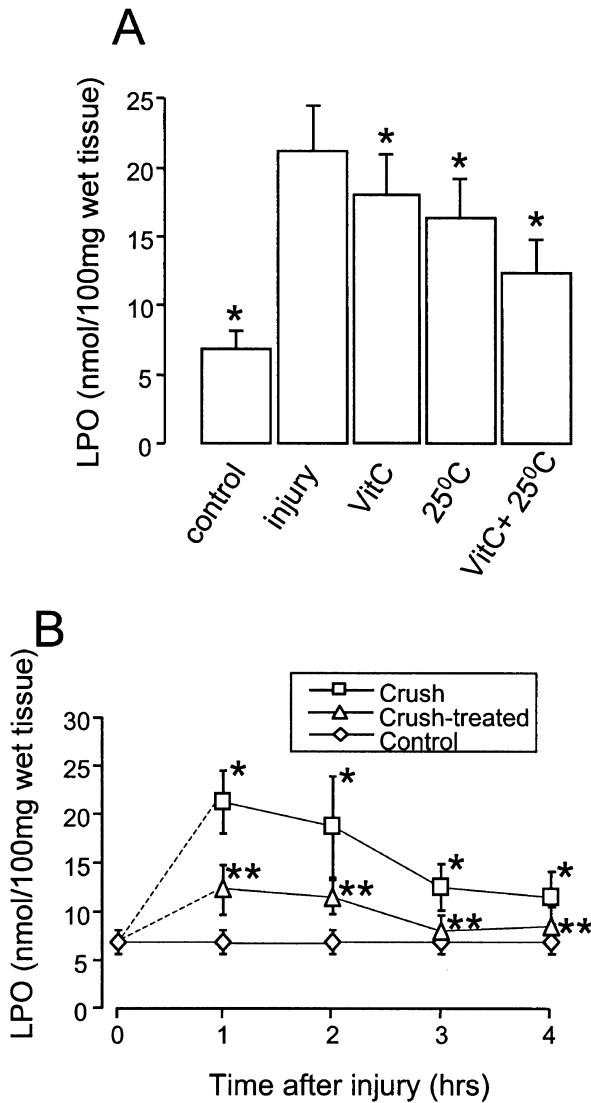 A
LPO (nmol/100mg wet tissue)
25
20
15
10
5
0
*
*
*
*
control
injury
VitC
25⁰C
VitC+ 25⁰C
B
LPO (nmol/100mg wet tissue)
30
25
20
15
10
5
0
Crush
Crush-treated
Control
*
*
*
*
**
**
**
**
0
1
2
3
4
Time after injury (hrs)